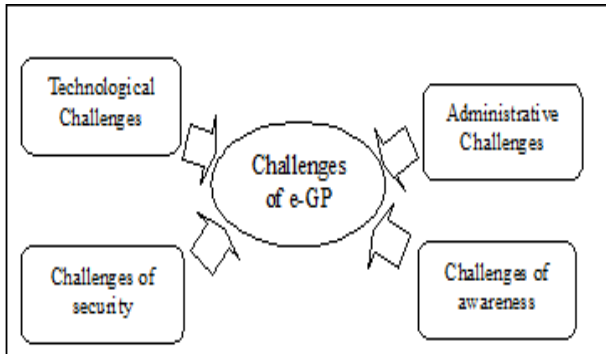 Technological
Challenges
Administrative
Challenges
Challenges
of e-GP
Challenges of
security
Challenges of
awareness